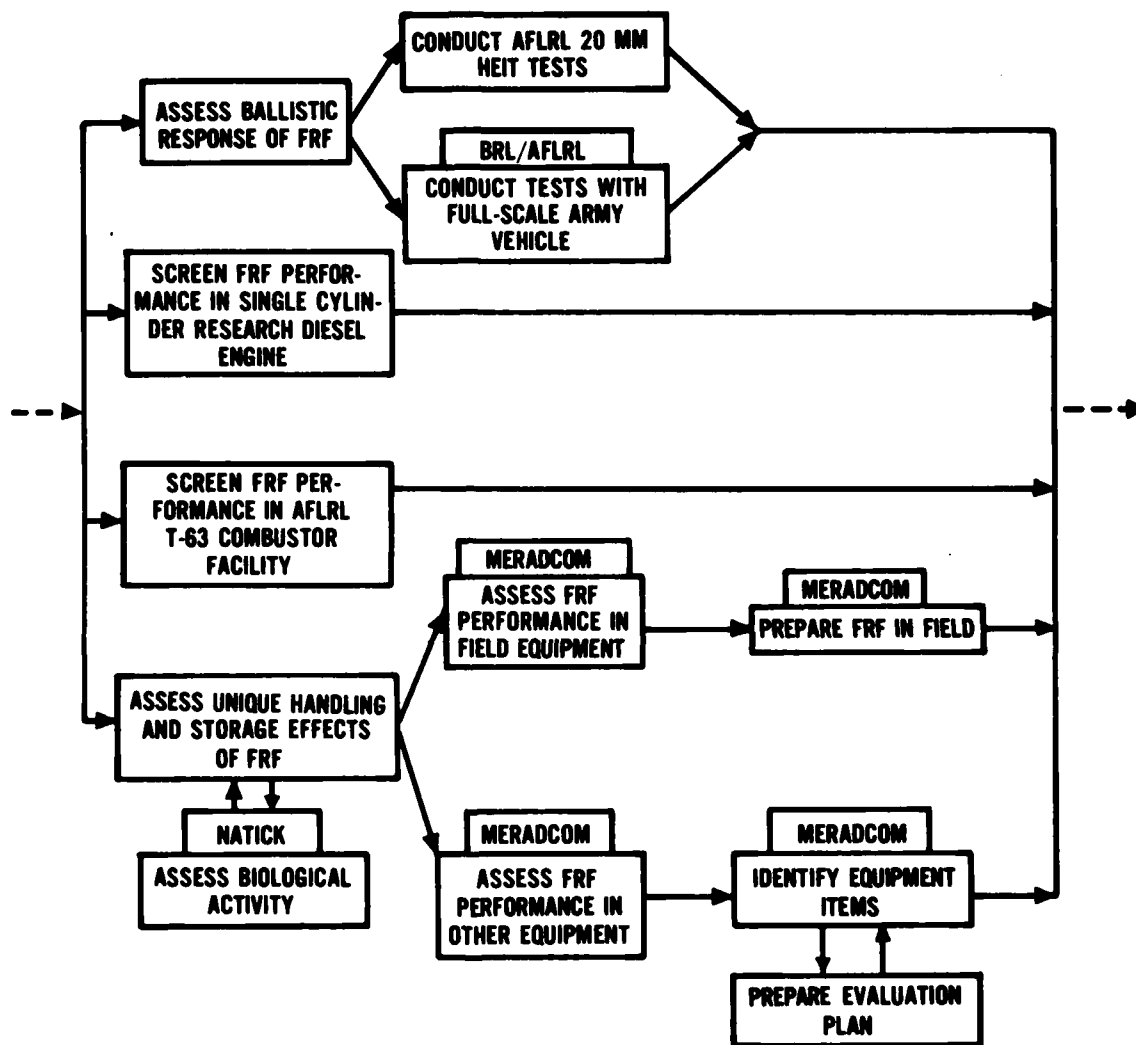 CONDUCT AFLRL 20 MM
HEIT TESTS
ASSESS BALLISTIC
RESPONSE OF FRF
BRL/AFLRL
CONDUCT TESTS WITH
FULL-SCALE ARMY
VEHICLE
SCREEN FRF PERFOR-
MANCE IN SINGLE CYLIN-
DER RESEARCH DIESEL
ENGINE
SCREEN FRF PER-
FORMANCE IN AFLRL
T-63 COMBUSTOR
FACILITY
MERADCOM
ASSESS FRF
PERFORMANCE IN
FIELD EQUIPMENT
MERADCOM
PREPARE FRF IN FIELD
ASSESS UNIQUE HANDLING
AND STORAGE EFFECTS
OF FRF
NATICK
ASSESS BIOLOGICAL
ACTIVITY
MERADCOM
ASSESS FRF
PERFORMANCE IN
OTHER EQUIPMENT
MERADCOM
IDENTIFY EQUIPMENT
ITEMS
PREPARE EVALUATION
PLAN